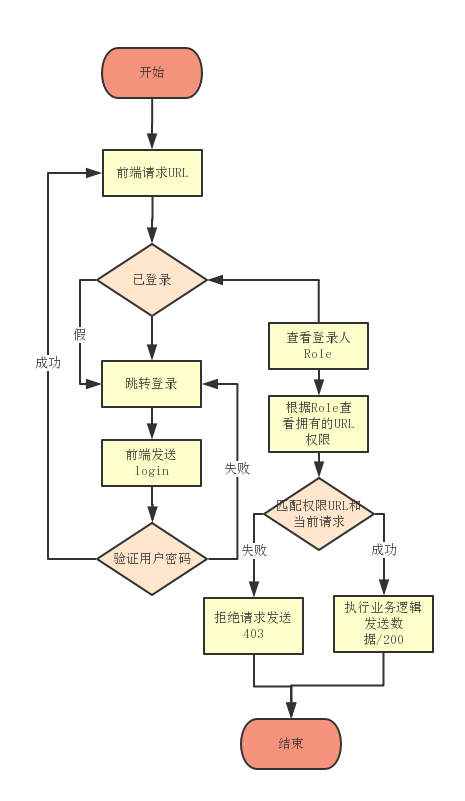 开始
前端请求URL
已登录
假
成功
跳转登录
前端发送
login
失败
验证用户密码
查看登录人
Role
根据Role查
看拥有的URL
权限
匹配权限URL和
当前请求
失败
成功
拒绝请求发送
403
执行业务逻辑
发送数
据/200
结束